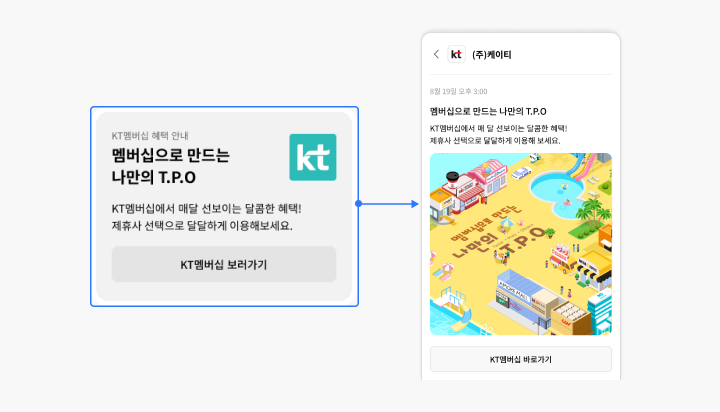 KT멤버십 혜택 안내
멤버십으로 만드는
나만의 T.P.O
kt
KT멤버십에서 매달 선보이는 달콤한 혜택!
제휴사 선택으로 달달하게 이용해보세요.
KT멤버십 보러가기
kt (주)케이티
8월 19일 오후 3:00
멤버십으로 만드는 나만의 T.P.O
KT멤버십에서 매 달 선보이는 달콤한 혜택!
제휴사 선택으로 달달하게 이용해 보세요.
멤버십으로 만드는
나만의 T.P.O
KT멤버십 바로가기